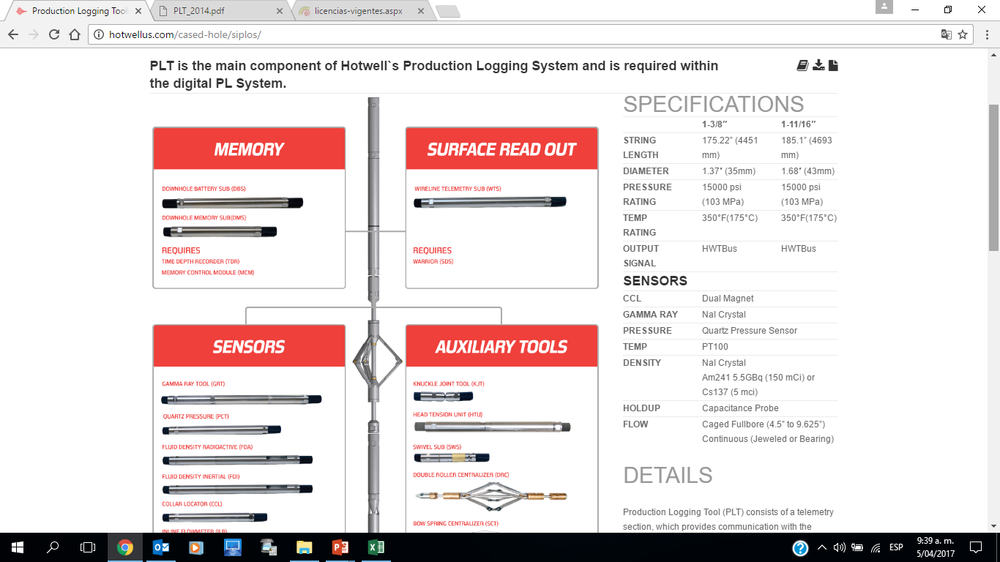 Production Logging Tool
PLT_2014.pdf
licencias-vigentes.aspx
hotwellus.com/cased-hole/siplos/
PLT is the main component of Hotwell`s Production Logging System and is required within
the digital PL System.
MEMORY
DOWNHOLE BATTERY SUB (DBS)
DOWNHOLE MEMORY SUB(DMS)
REQUIRES
TIME DEPTH RECORDER (TDR)
MEMORY CONTROL MODULE (MCM)
SURFACE READ OUT
WIRELINE TELEMETRY SUB (WTS)
REQUIRES
WARRIOR (SDS)
SENSORS
GAMMA RAY TOOL (GRT)
QUARTZ PRESSURE (PCT)
FLUID DENSITY RADIOACTIVE (FDA)
FLUID DENSITY INERTIAL (FDI)
COLLAR LOCATOR (CCL)
INLINE FLOWMETER (ILB)
AUXILIARY TOOLS
KNUCKLE JOINT TOOL (KJT)
HEAD TENSION UNIT (HTU)
SWIVEL SUB (SWS)
DOUBLE ROLLER CENTRALIZER (DRC)
BOW SPRING CENTRALIZER (SCT)
SPECIFICATIONS
1-3/8″ 1-11/16″
STRING LENGTH 175.22” (4451 mm) 185.1” (4693 mm)
DIAMETER 1.37″ (35mm) 1.68″ (43mm)
PRESSURE RATING 15000 psi (103 MPa) 15000 psi (103 MPa)
TEMP RATING 350°F(175°C) 350°F(175°C)
OUTPUT SIGNAL HWTBus HWTBus
SENSORS
CCL Dual Magnet
GAMMA RAY NaI Crystal
PRESSURE Quartz Pressure Sensor
TEMP PT100
DENSITY NaI Crystal
Am241 5.5GBq (150 mCi) or
Cs137 (5 mci)
HOLDUP Capacitance Probe
FLOW Caged Fullbore (4.5” to 9.625”)
Continuous (Jeweled or Bearing)
DETAILS
Production Logging Tool (PLT) consists of a telemetry
section, which provides communication with the
ESP
9:39 a. m.
5/04/2017